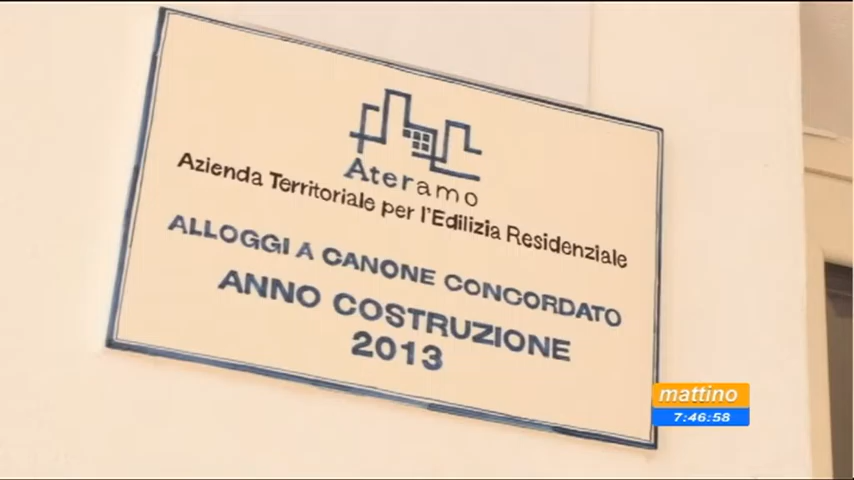 Ateramo
Azienda Territoriale per l'Edilizia Residenziale
ALLOGGI A CANONE CONCORDATO
ANNO COSTRUZIONE
2013
mattino
7:46:58